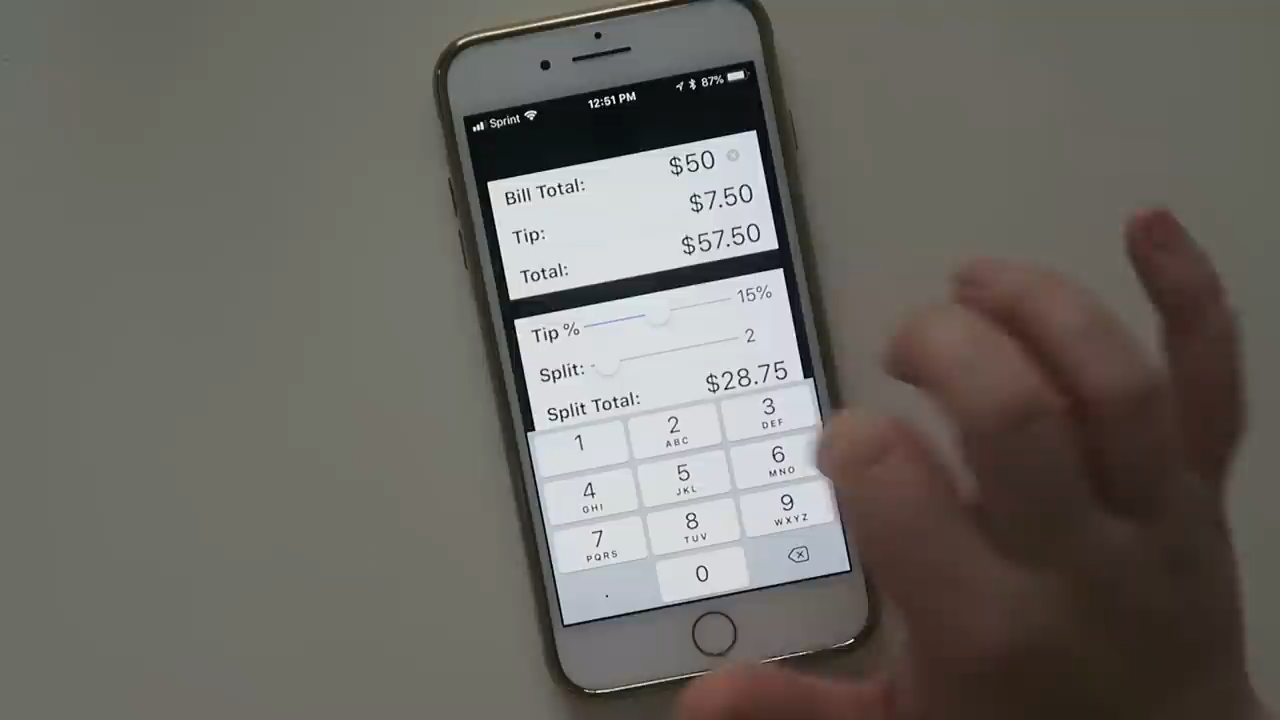 Sprint 12:51 PM 87%
Bill Total: $50
Tip: $7.50
Total: $57.50
Tip % 15%
Split: 2
Split Total: $28.75
1 2 3
ABC DEF
4 5 6
GHI JKL MNO
7 8 9
PQRS TUV WXYZ
. 0